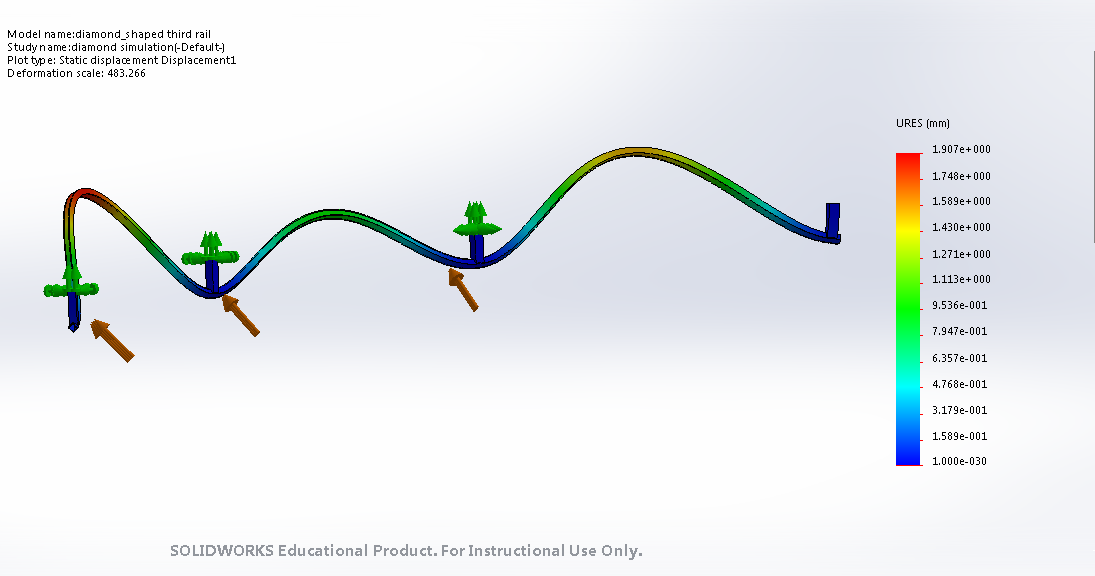 Model name:diamond_shaped third rail
Study name:diamond simulation(-Default-)
Plot type: Static displacement Displacement1
Deformation scale: 483.266
URES (mm)
1.907e+000
1.748e+000
1.589e+000
1.430e+000
1.271e+000
1.113e+000
9.536e-001
7.947e-001
6.357e-001
4.768e-001
3.179e-001
1.589e-001
1.000e-030
SOLIDWORKS Educational Product. For Instructional Use Only.